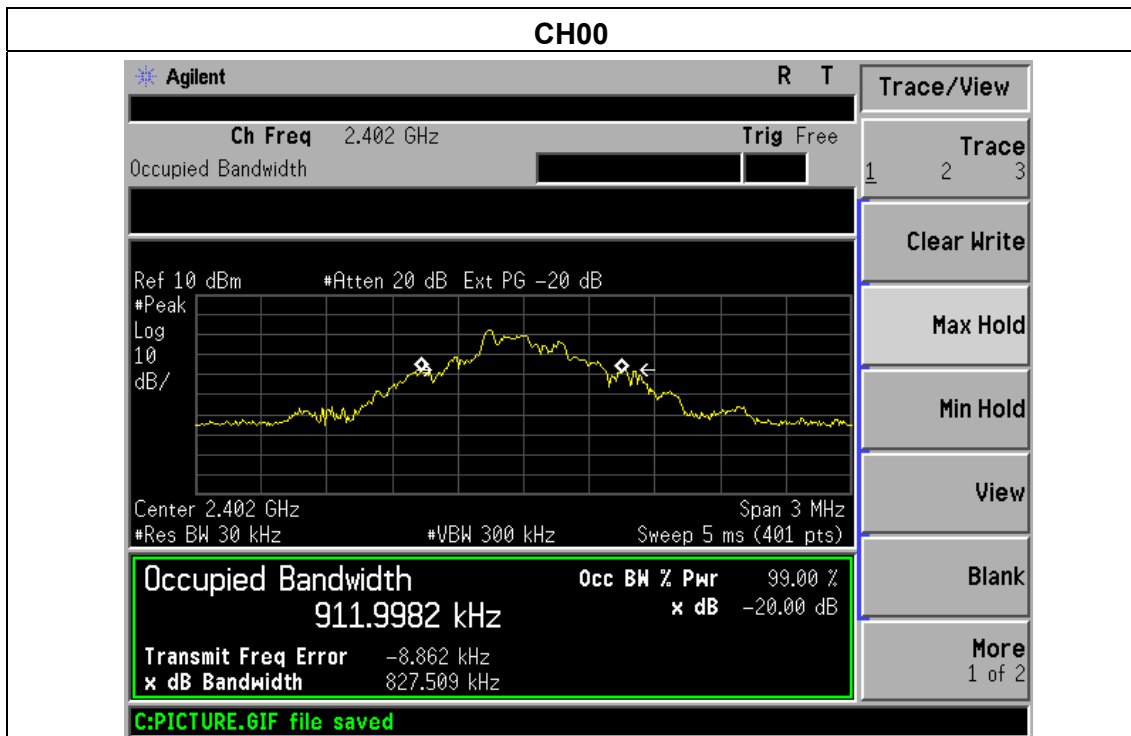 CH00
Agilent R T
Trace/View
Ch Freq 2.402 GHz Trig Free
Occupied Bandwidth
Trace
1 2 3
Clear Write
Ref 10 dBm #Atten 20 dB Ext PG -20 dB
#Peak
Log
10
dB/
Max Hold
Min Hold
View
Center 2.402 GHz Span 3 MHz
#Res BW 30 kHz #VBW 300 kHz Sweep 5 ms (401 pts)
Occupied Bandwidth Occ BW % Pwr 99.00 %
911.9982 kHz x dB -20.00 dB
Blank
Transmit Freq Error -8.862 kHz
x dB Bandwidth 827.509 kHz
More
1 of 2
C:PICTURE.GIF file saved